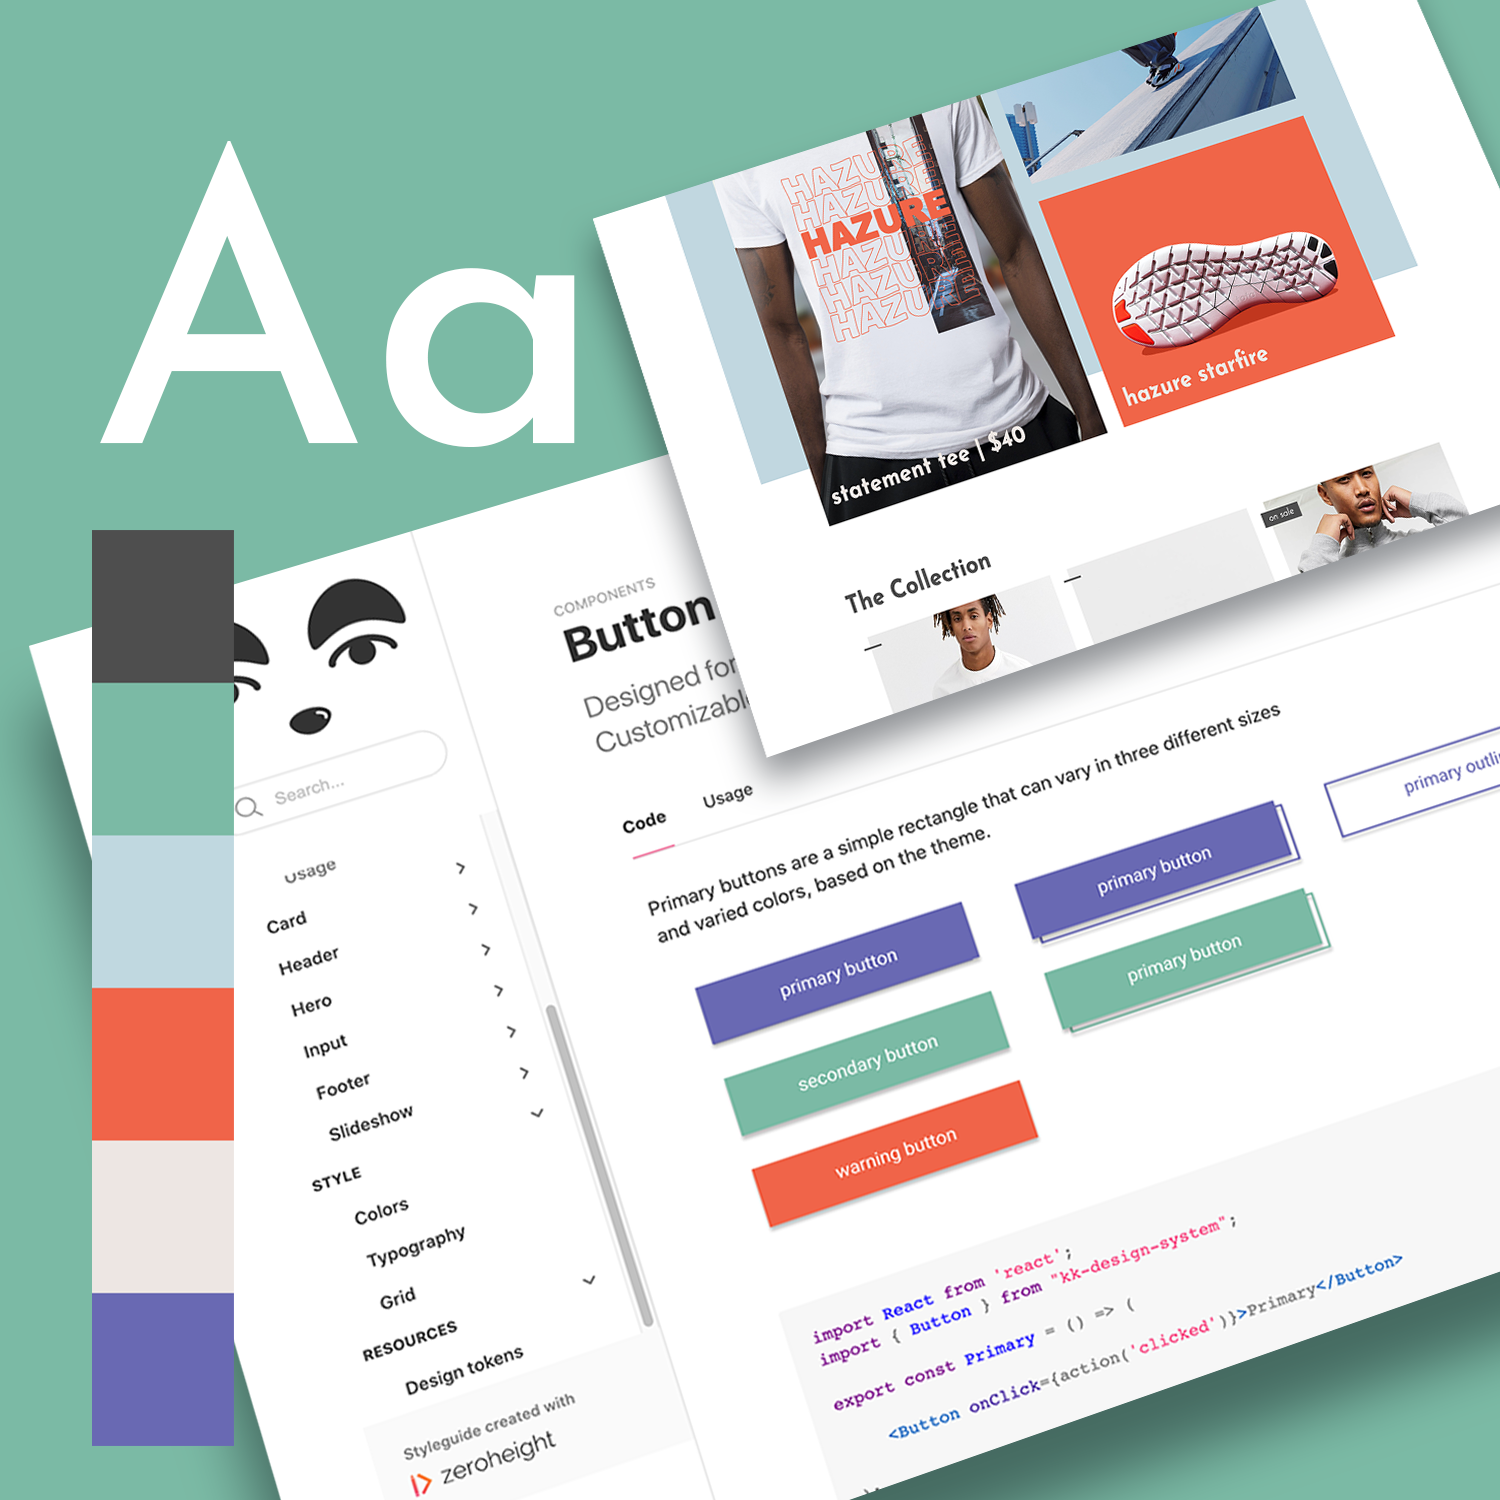 Aa
HAZURE
HAZURE
HAZURE
HAZURE
HAZURE
HAZURE
HAZU
statement tee | $40
hazure starfire
The Collection
on sale
Search...
Usage
Card
Header
Hero
Input
Footer
Slideshow
STYLE
Colors
Typography
Grid
RESOURCES
Design tokens
Styleguide created with
zeroheight
COMPONENTS
Button
Designed for
Customizabl
Code
Usage
Primary buttons are a simple rectangle that can vary in three different sizes
and varied colors, based on the theme.
primary button
primary button
primary outli
secondary button
primary button
warning button
import React from 'react';
import { Button } from "kk-design-system";
export const Primary = () => (
<Button onClick={action('clicked')}>Primary</Button>